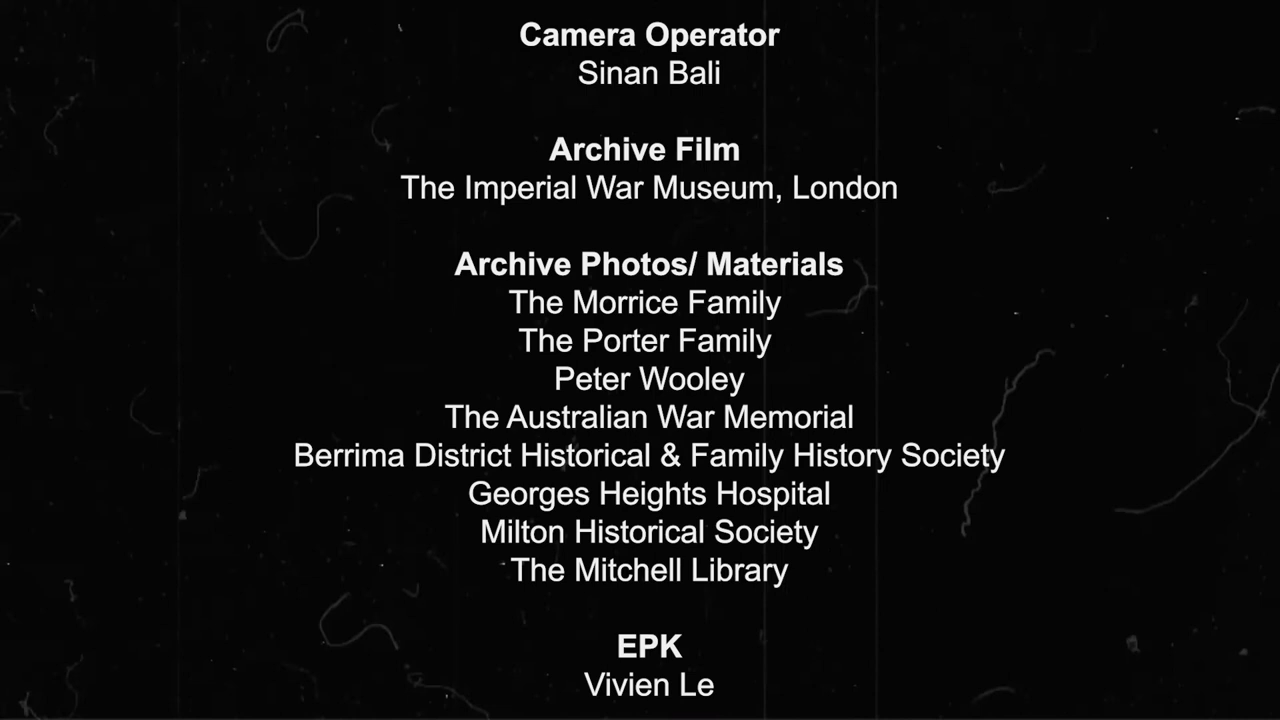 Camera Operator
Sinan Bali
Archive Film
The Imperial War Museum, London
Archive Photos/ Materials
The Morrice Family
The Porter Family
Peter Wooley
The Australian War Memorial
Berrima District Historical & Family History Society
Georges Heights Hospital
Milton Historical Society
The Mitchell Library
EPK
Vivien Le